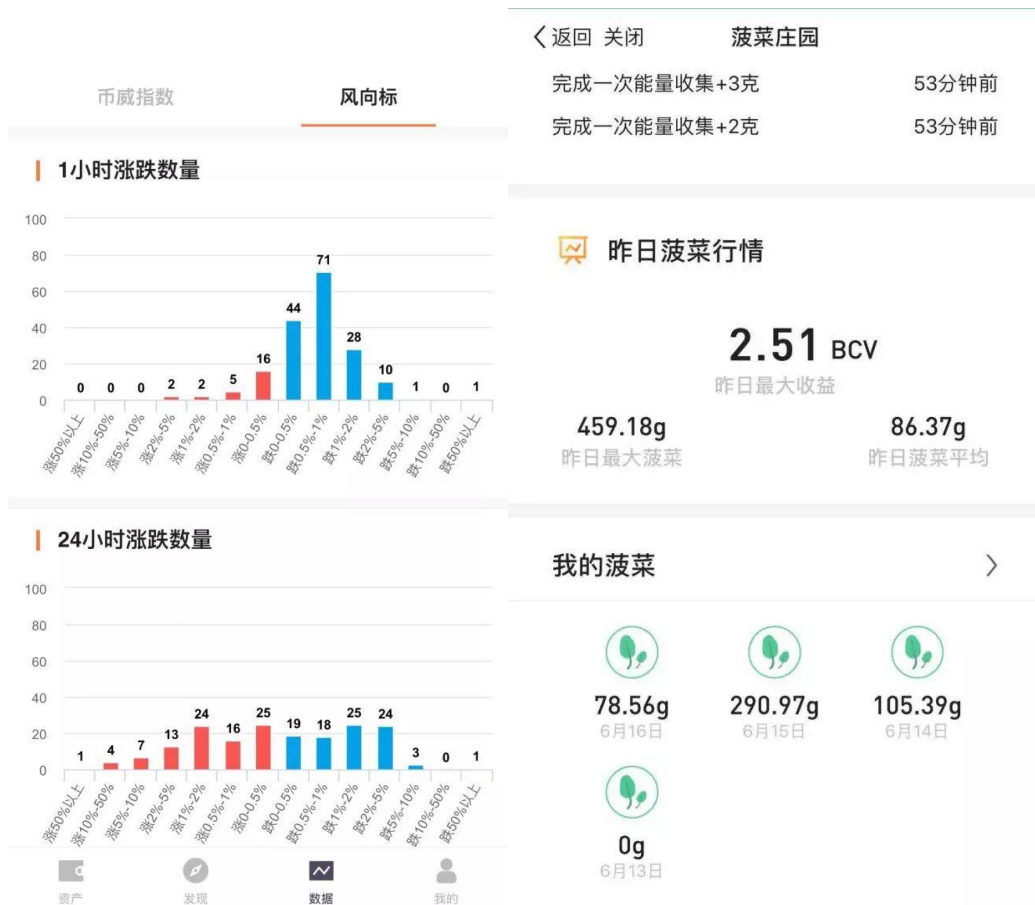 币威指数 风向标
1小时涨跌数量
100
80
60
40
20
0
0 0 0 2 2 5 16 44 71 28 10 1 0 1
涨50%以上 涨10%-50% 涨5%-10% 涨2%-5% 涨1%-2% 涨0.5%-1% 涨0-0.5% 跌0-0.5% 跌0.5%-1% 跌1%-2% 跌2%-5% 跌5%-10% 跌10%-50% 跌50%以上
24小时涨跌数量
100
80
60
40
20
0
1 4 7 13 24 16 25 19 18 25 24 3 0 1
涨50%以上 涨10%-50% 涨5%-10% 涨2%-5% 涨1%-2% 涨0.5%-1% 涨0-0.5% 跌0-0.5% 跌0.5%-1% 跌1%-2% 跌2%-5% 跌5%-10% 跌10%-50% 跌50%以上
资产 发现 数据 我的
返回 关闭 菠菜庄园
完成一次能量收集+3克 53分钟前
完成一次能量收集+2克 53分钟前
昨日菠菜行情
2.51 BCV
昨日最大收益
459.18g 86.37g
昨日最大菠菜 昨日菠菜平均
我的菠菜
78.56g 290.97g 105.39g
6月16日 6月15日 6月14日
0g
6月13日